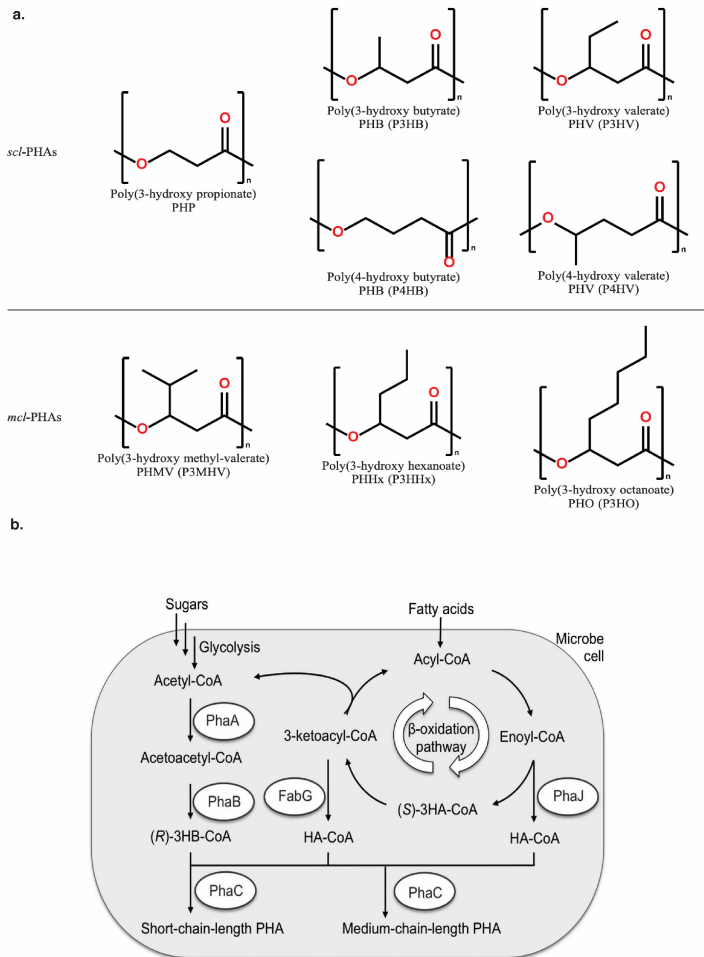 a.
scl-PHAs
O
O
n
Poly(3-hydroxy propionate)
PHP
O
O
n
Poly(3-hydroxy butyrate)
PHB (P3HB)
O
O
n
Poly(3-hydroxy valerate)
PHV (P3HV)
O
O
n
Poly(4-hydroxy butyrate)
PHB (P4HB)
O
O
n
Poly(4-hydroxy valerate)
PHV (P4HV)
mcl-PHAs
O
O
n
Poly(3-hydroxy methyl-valerate)
PHMV (P3MHV)
O
O
n
Poly(3-hydroxy hexanoate)
PHHx (P3HHx)
O
O
n
Poly(3-hydroxy octanoate)
PHO (P3HO)
b.
Sugars
Fatty acids
Microbe
cell
Glycolysis
Acetyl-CoA
Acyl-CoA
PhaA
3-ketoacyl-CoA
β-oxidation
pathway
Enoyl-CoA
Acetoacetyl-CoA
PhaB
FabG
(S)-3HA-CoA
PhaJ
(R)-3HB-CoA
HA-CoA
HA-CoA
PhaC
PhaC
Short-chain-length PHA
Medium-chain-length PHA